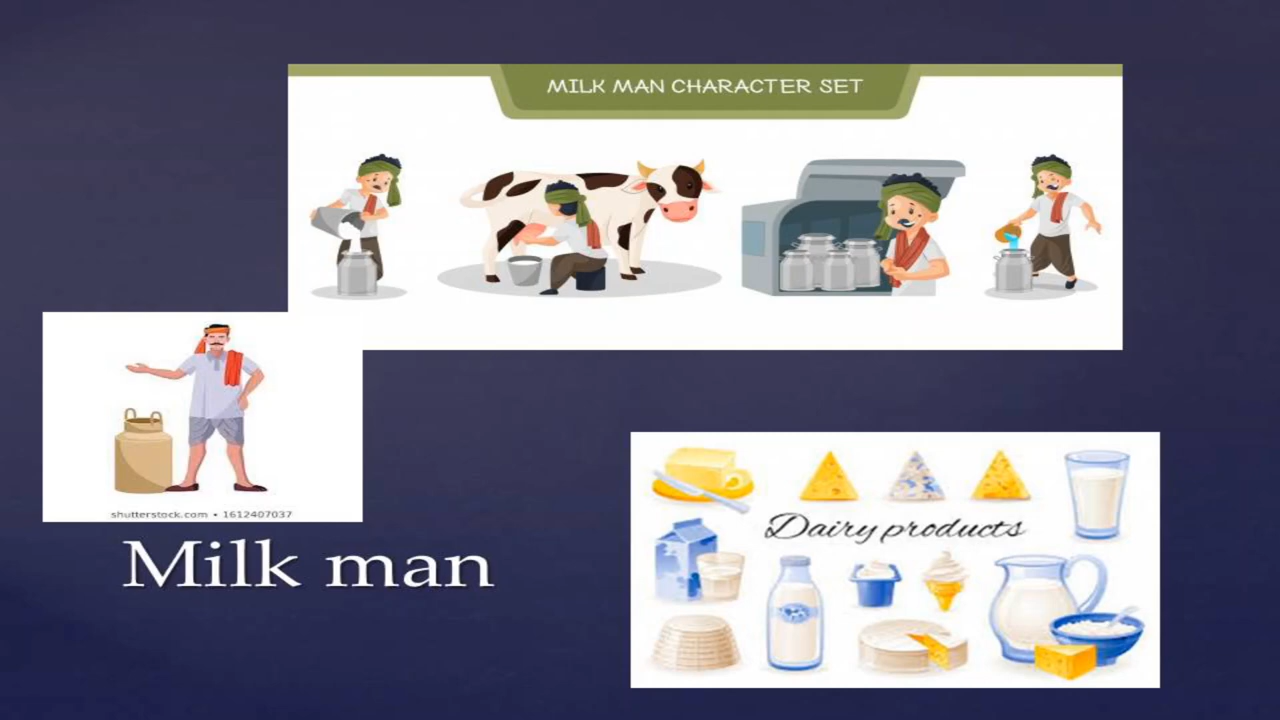 MILK MAN CHARACTER SET
shutterstock.com • 1612407037
Milk man
Dairy products